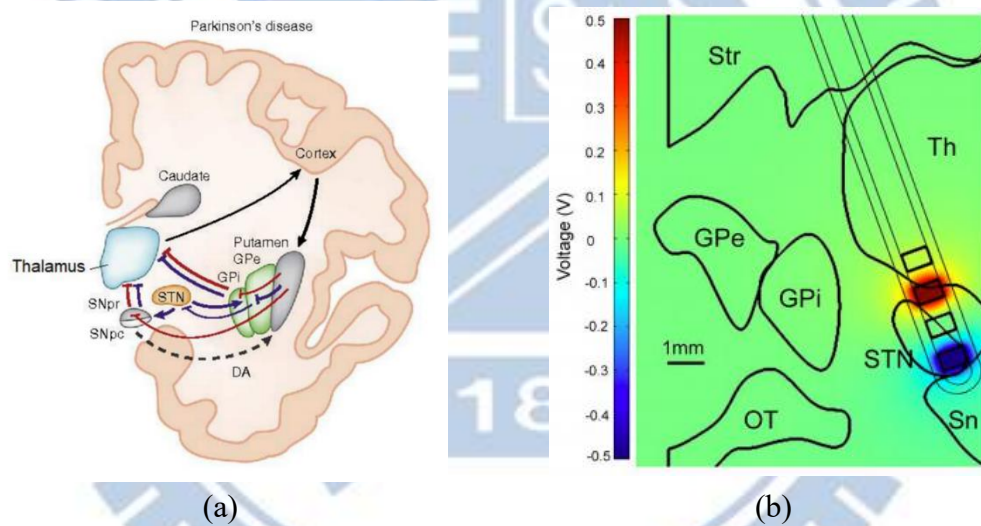 Parkinson's disease
Cortex
Caudate
Putamen
GPe
GPi
Thalamus
STN
SNpr
SNpc
DA
(a)
0.5
0.4
0.3
0.2
0.1
0
-0.1
-0.2
-0.3
-0.4
-0.5
Voltage (V)
Str
Th
GPe
GPi
1mm
STN
OT
Sn
(b)
18